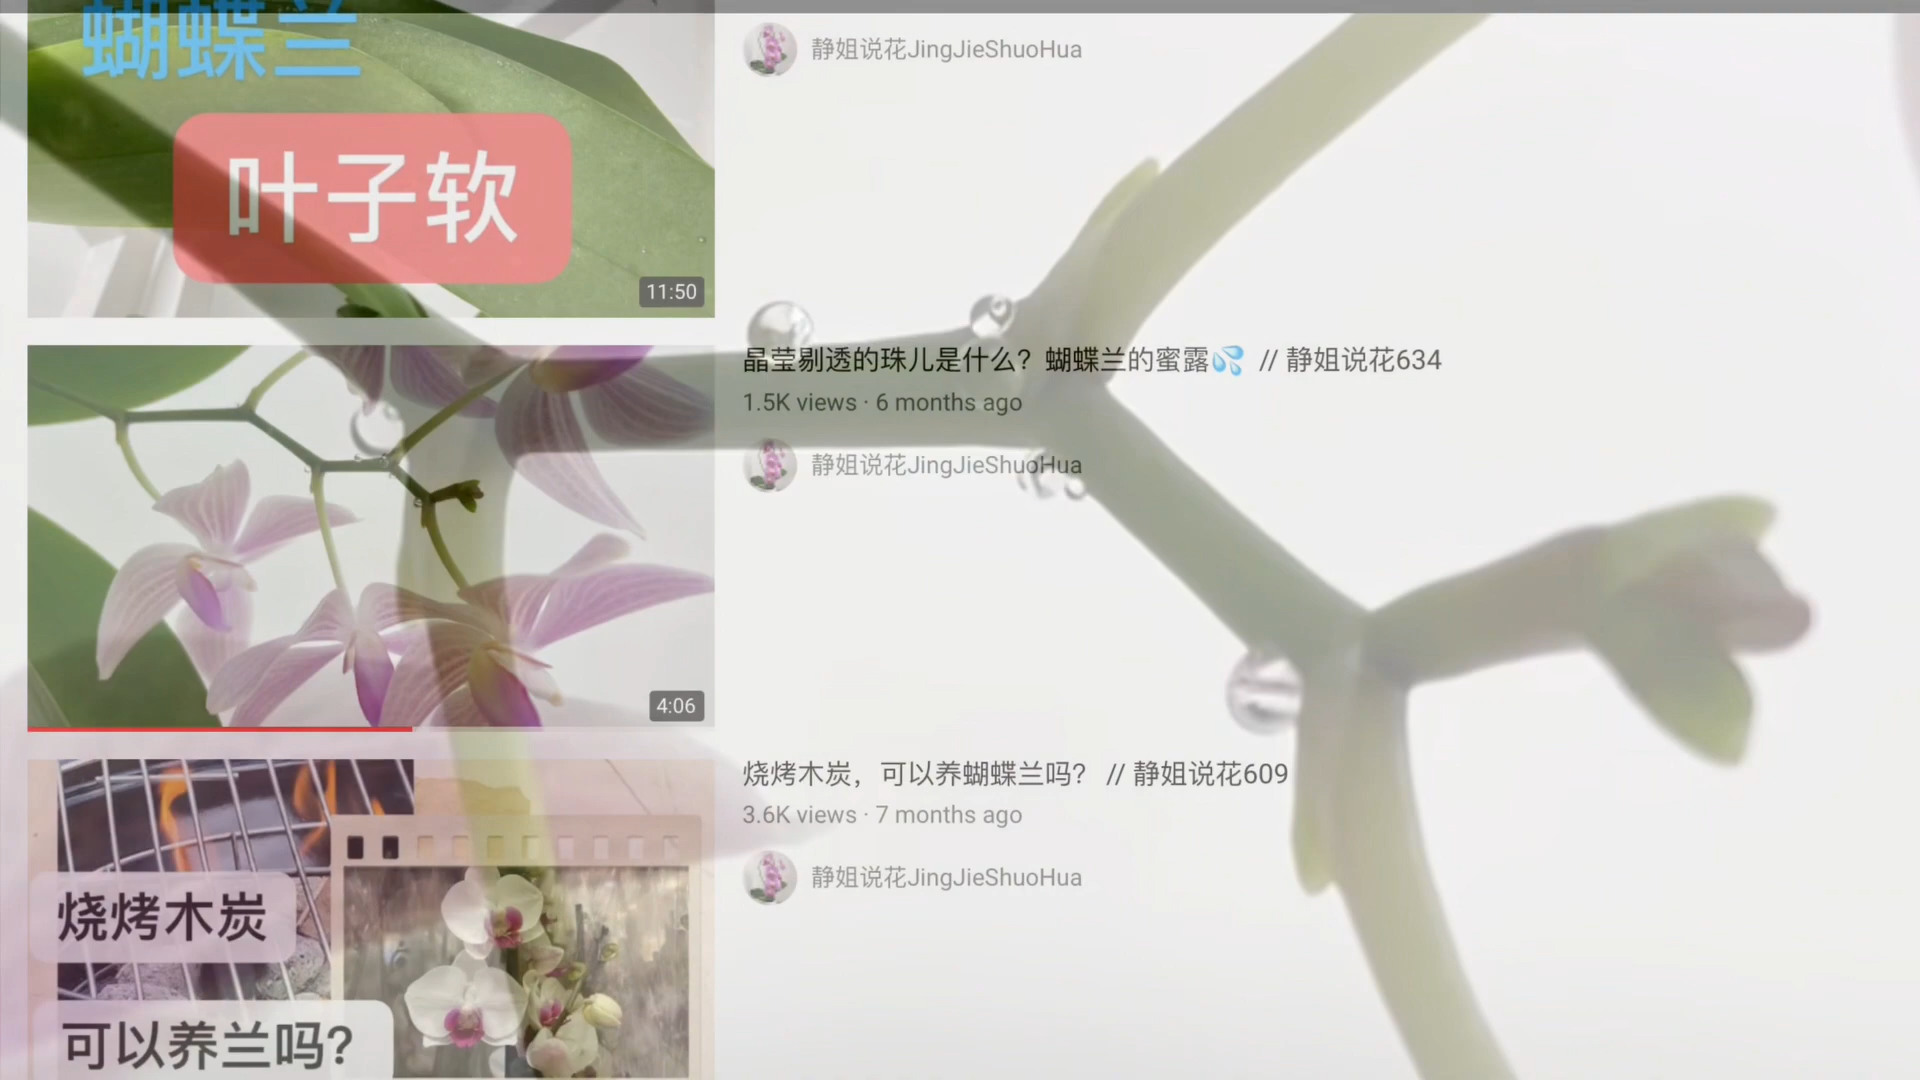 蝴蝶兰
叶子软
11:50
静姐说花JingJieShuoHua
晶莹剔透的珠儿是什么？蝴蝶兰的蜜露💦 // 静姐说花634
1.5K views · 6 months ago
静姐说花JingJieShuoHua
4:06
烧烤木炭，可以养蝴蝶兰吗？ // 静姐说花609
3.6K views · 7 months ago
静姐说花JingJieShuoHua
烧烤木炭
可以养兰吗?